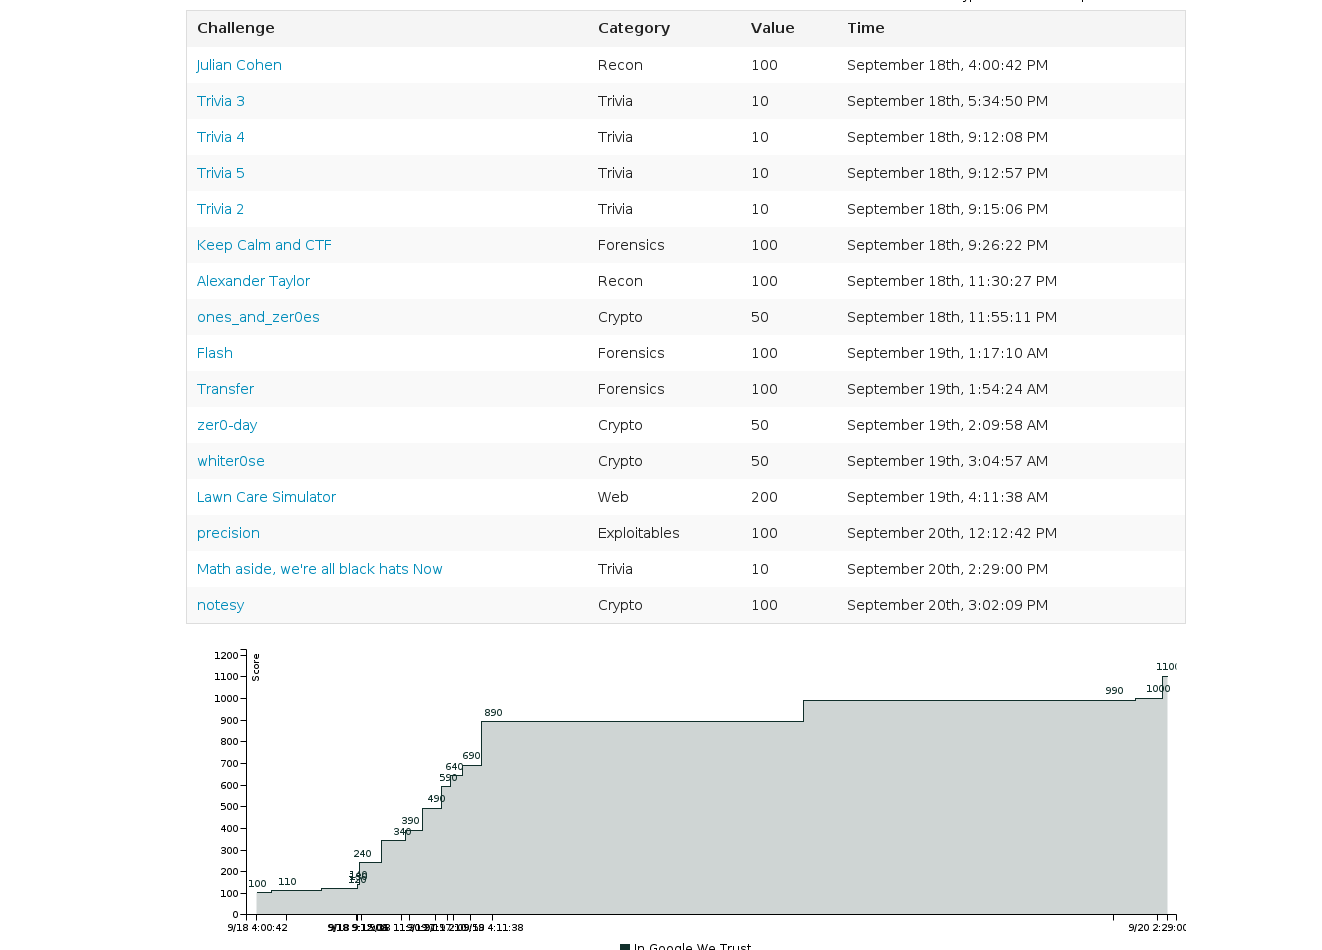 Challenge Category Value Time
Julian Cohen Recon 100 September 18th, 4:00:42 PM
Trivia 3 Trivia 10 September 18th, 5:34:50 PM
Trivia 4 Trivia 10 September 18th, 9:12:08 PM
Trivia 5 Trivia 10 September 18th, 9:12:57 PM
Trivia 2 Trivia 10 September 18th, 9:15:06 PM
Keep Calm and CTF Forensics 100 September 18th, 9:26:22 PM
Alexander Taylor Recon 100 September 18th, 11:30:27 PM
ones_and_zer0es Crypto 50 September 18th, 11:55:11 PM
Flash Forensics 100 September 19th, 1:17:10 AM
Transfer Forensics 100 September 19th, 1:54:24 AM
zer0-day Crypto 50 September 19th, 2:09:58 AM
whiter0se Crypto 50 September 19th, 3:04:57 AM
Lawn Care Simulator Web 200 September 19th, 4:11:38 AM
precision Exploitables 100 September 20th, 12:12:42 PM
Math aside, we're all black hats Now Trivia 10 September 20th, 2:29:00 PM
notesy Crypto 100 September 20th, 3:02:09 PM
Score
1200
1100
1100
1000
1000
990
900
890
800
700
690
640
600
590
500
490
400
390
340
300
240
200
140
120
100
100
110
0
9/18 4:00:42
4:11:38
9/20 2:29:00
In Google We Trust